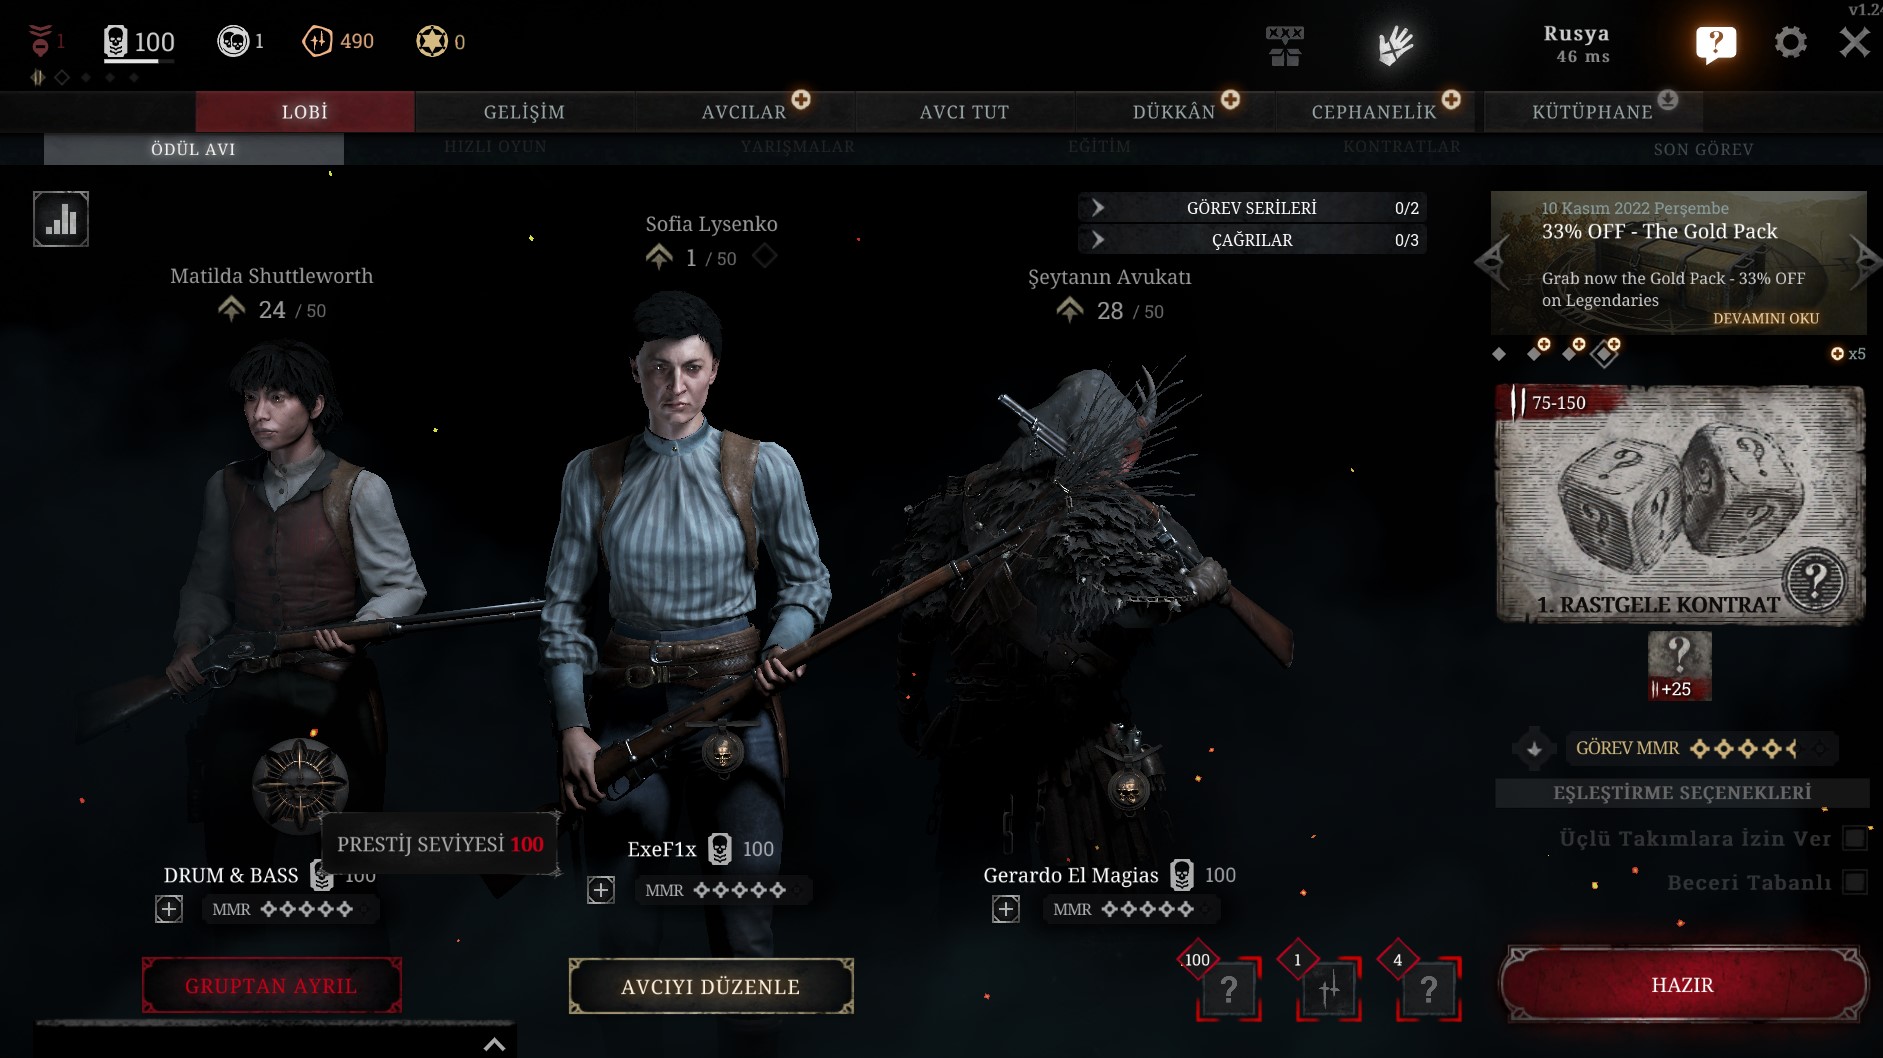 v1.24
1
100
1
490
0
Rusya
46 ms
LOBİ
GELİŞİM
AVCILAR
AVCI TUT
DÜKKÂN
CEPHANELİK
KÜTÜPHANE
ÖDÜL AVI
HIZLI OYUN
YARIŞMALAR
EĞİTİM
KONTRATLAR
SON GÖREV
GÖREV SERİLERİ 0/2
ÇAĞRILAR 0/3
Matilda Shuttleworth
24 / 50
Sofia Lysenko
1 / 50
Şeytanın Avukatı
28 / 50
10 Kasım 2022 Perşembe
33% OFF - The Gold Pack
Grab now the Gold Pack - 33% OFF
on Legendaries
DEVAMINI OKU
x5
75-150
1. RASTGELE KONTRAT
+25
GÖREV MMR
EŞLEŞTİRME SEÇENEKLERİ
Üçlü Takımlara İzin Ver
Beceri Tabanlı
PRESTİJ SEVİYESİ 100
DRUM & BASS 100
MMR
ExeF1x 100
MMR
Gerardo El Magias 100
MMR
GRUPTAN AYRIL
AVCIYI DÜZENLE
100
?
1
4
?
HAZIR